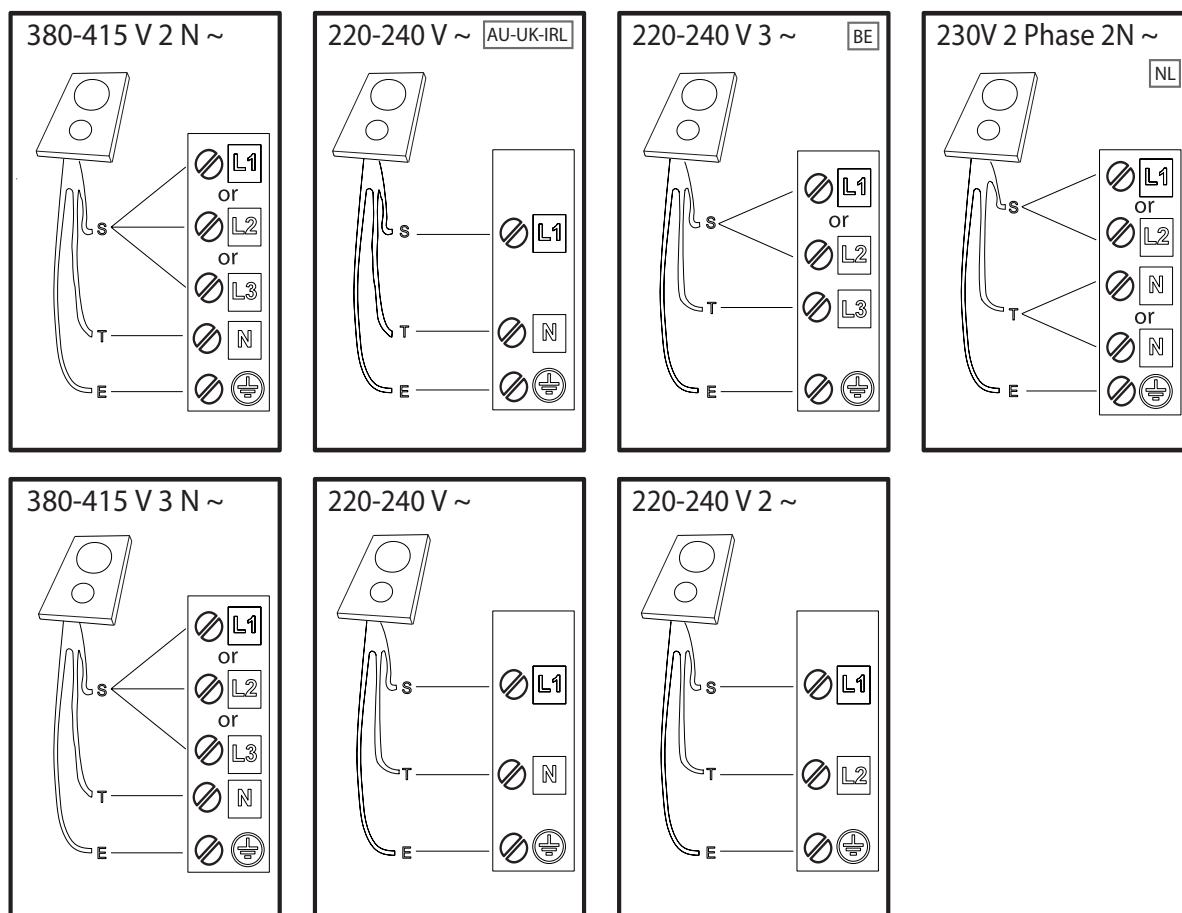 380-415 V 2 N ~
L1
or
S
L2
or
L3
T
N
E
220-240 V ~ AU-UK-IRL
S
L1
T
N
E
220-240 V 3 ~ BE
L1
or
S
L2
T
L3
E
230V 2 Phase 2N ~
NL
L1
S
or
L2
N
T
or
N
E
380-415 V 3 N ~
L1
or
S
L2
or
L3
T
N
E
220-240 V ~
S
L1
T
N
E
220-240 V 2 ~
S
L1
T
L2
E